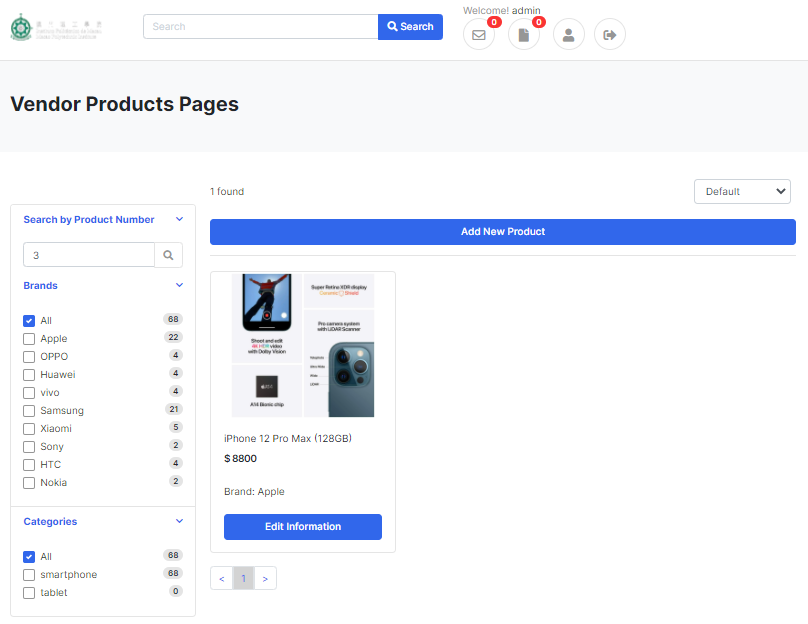 Welcome! admin
Search
Search
0
0
Vendor Products Pages
1 found
Default
Search by Product Number
3
Add New Product
Brands
All 68
Apple 22
OPPO 4
Huawei 4
vivo 4
Samsung 21
Xiaomi 5
Sony 2
HTC 4
Nokia 2
Categories
All 68
smartphone 68
tablet 0
Super Retina XDR display
Ceramic Shield
Pro camera system
with LiDAR Scanner
Shoot and edit
4K HDR video
with Dolby Vision
A14 Bionic chip
iPhone 12 Pro Max (128GB)
$ 8800
Brand: Apple
Edit Information
< 1 >